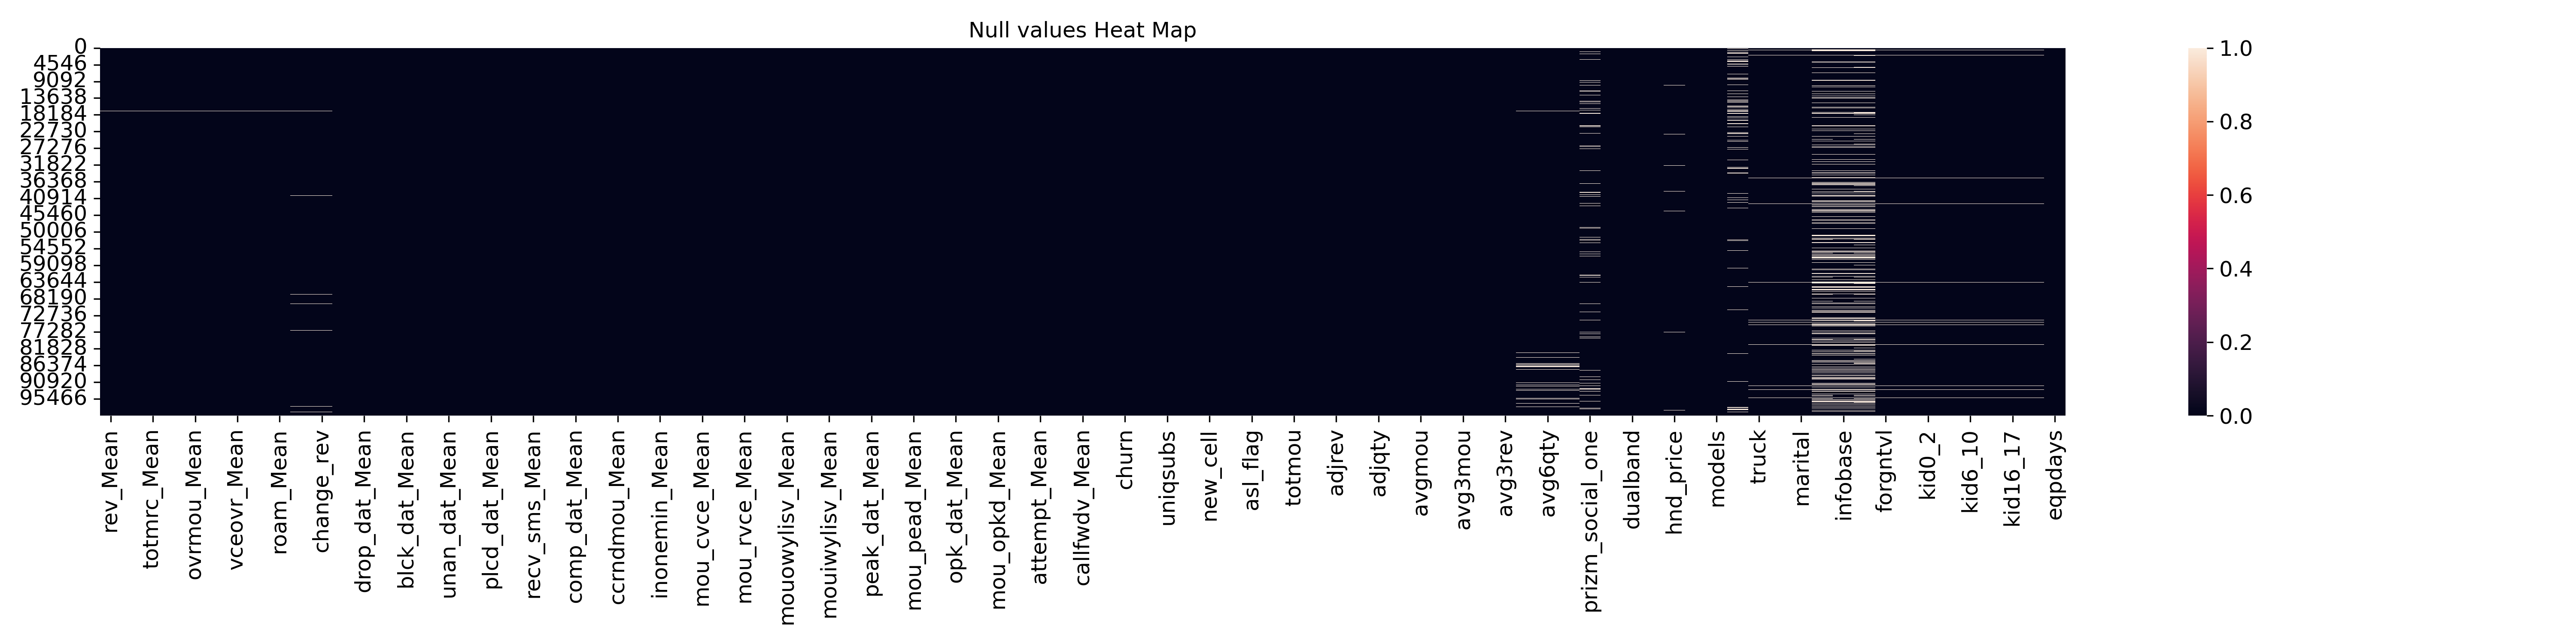 Null values Heat Map
0
4546
9092
13638
18184
22730
27276
31822
36368
40914
45460
50006
54552
59098
63644
68190
72736
77282
81828
86374
90920
95466
rev_Mean
totmrc_Mean
ovrmou_Mean
vceovr_Mean
roam_Mean
change_rev
drop_dat_Mean
blck_dat_Mean
unan_dat_Mean
plcd_dat_Mean
recv_sms_Mean
comp_dat_Mean
ccrndmou_Mean
inonemin_Mean
mou_cvce_Mean
mou_rvce_Mean
mouowylisv_Mean
mouiwylisv_Mean
peak_dat_Mean
mou_pead_Mean
opk_dat_Mean
mou_opkd_Mean
attempt_Mean
callfwdv_Mean
churn
uniqsubs
new_cell
asl_flag
totmou
adjrev
adjqty
avgmou
avg3mou
avg3rev
avg6qty
prizm_social_one
dualband
hnd_price
models
truck
marital
infobase
forgntvl
kid0_2
kid6_10
kid16_17
eqpdays
1.0
0.8
0.6
0.4
0.2
0.0